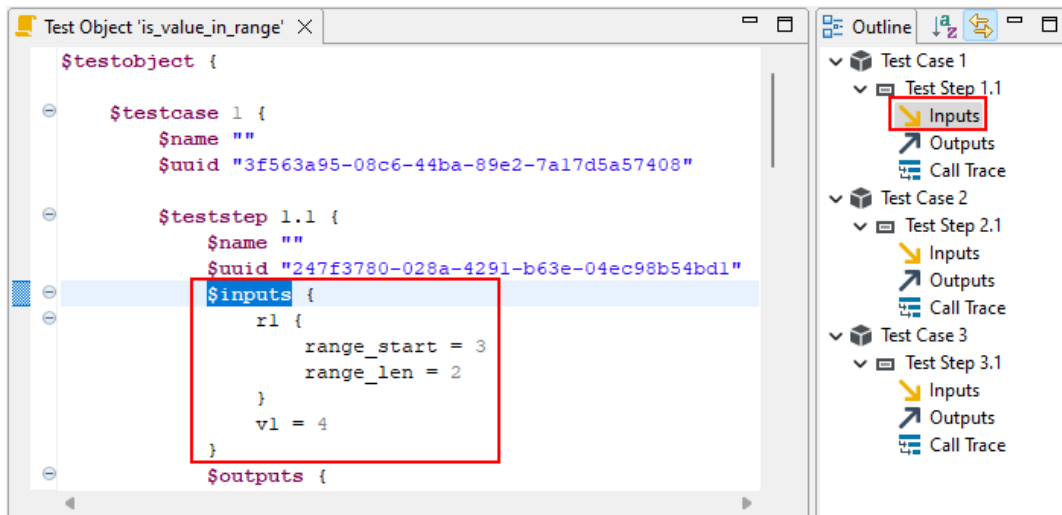 Test Object 'is_value_in_range'
$testobject {
$testcase 1 {
$name ""
$uuid "3f563a95-08c6-44ba-89e2-7a17d5a57408"
$teststep 1.1 {
$name ""
$uuid "247f3780-028a-4291-b63e-04ec98b54bd1"
$inputs {
r1 {
range_start = 3
range_len = 2
}
v1 = 4
}
$outputs {
Outline
Test Case 1
Test Step 1.1
Inputs
Outputs
Call Trace
Test Case 2
Test Step 2.1
Inputs
Outputs
Call Trace
Test Case 3
Test Step 3.1
Inputs
Outputs
Call Trace